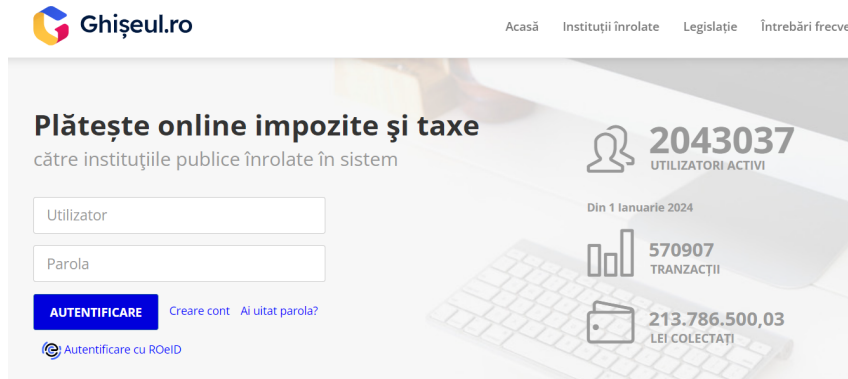 Ghișeul.ro
Acasă Instituții înrolate Legislație Întrebări
Plătește online impozite şi taxe
către instituţiile publice înrolate în sistem
Utilizator
Parola
AUTENTIFICARE Creare cont Ai uitat parola?
Autentificare cu ROeID
2043037
UTILIZATORI ACTIVI
Din 1 Ianuarie 2024
570907
TRANZACȚII
213.786.500,03
LEI COLECTAȚI